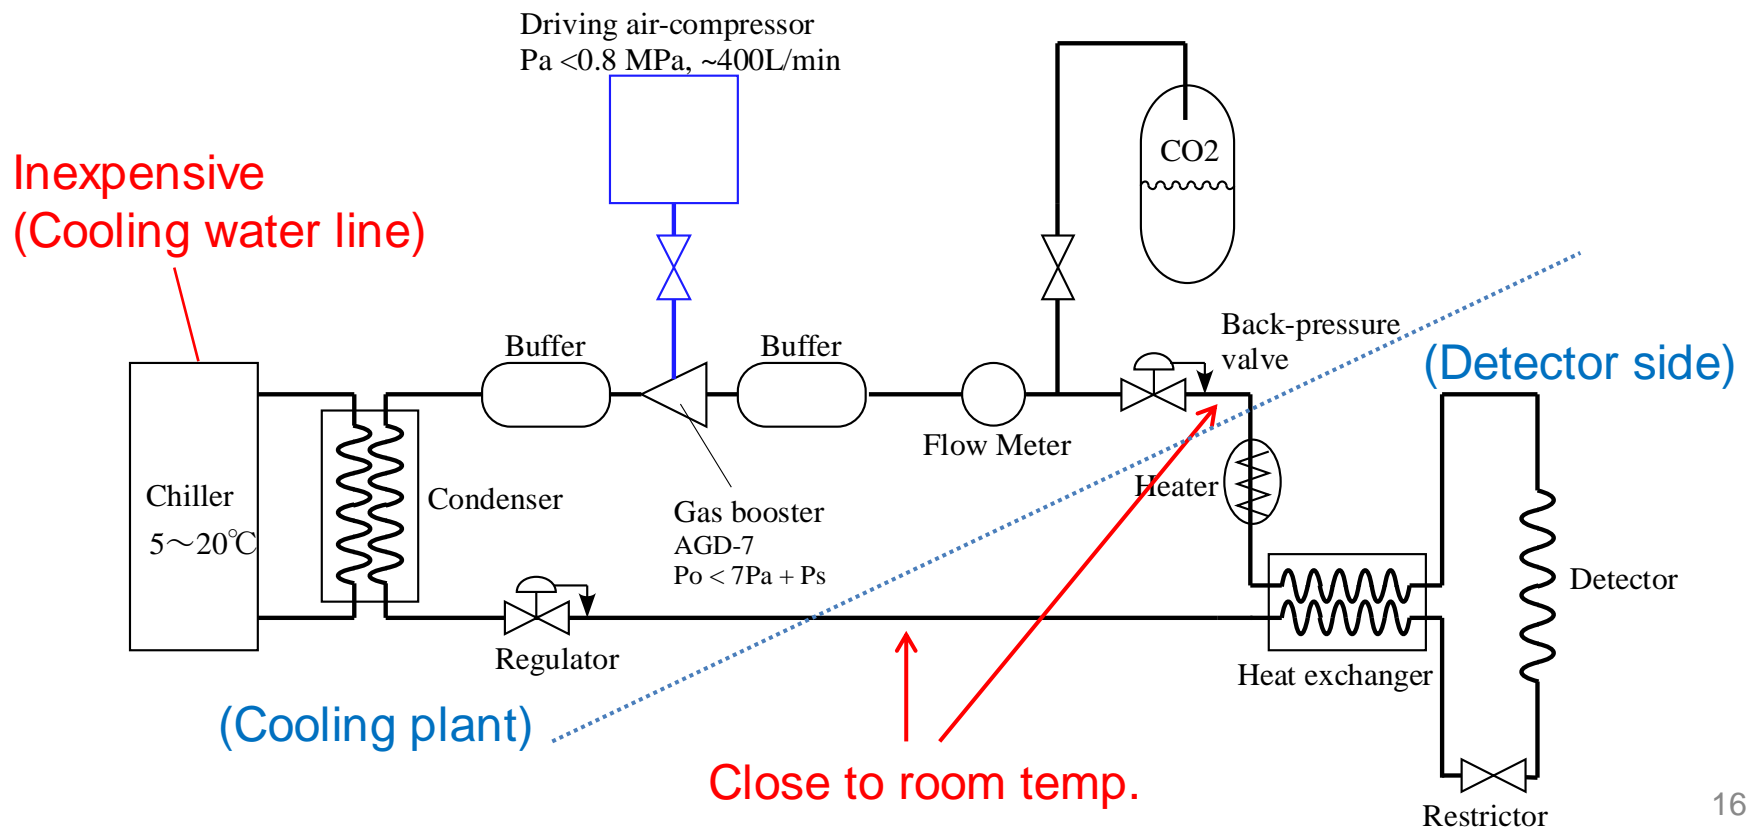 Driving air-compressor
Pa <0.8 MPa, ~400L/min
CO2
Inexpensive
(Cooling water line)
Buffer
Buffer
Back-pressure
valve
(Detector side)
Flow Meter
Heater
Chiller
5～20℃
Condenser
Gas booster
AGD-7
Po < 7Pa + Ps
Detector
Regulator
Heat exchanger
(Cooling plant)
Close to room temp.
Restrictor
16